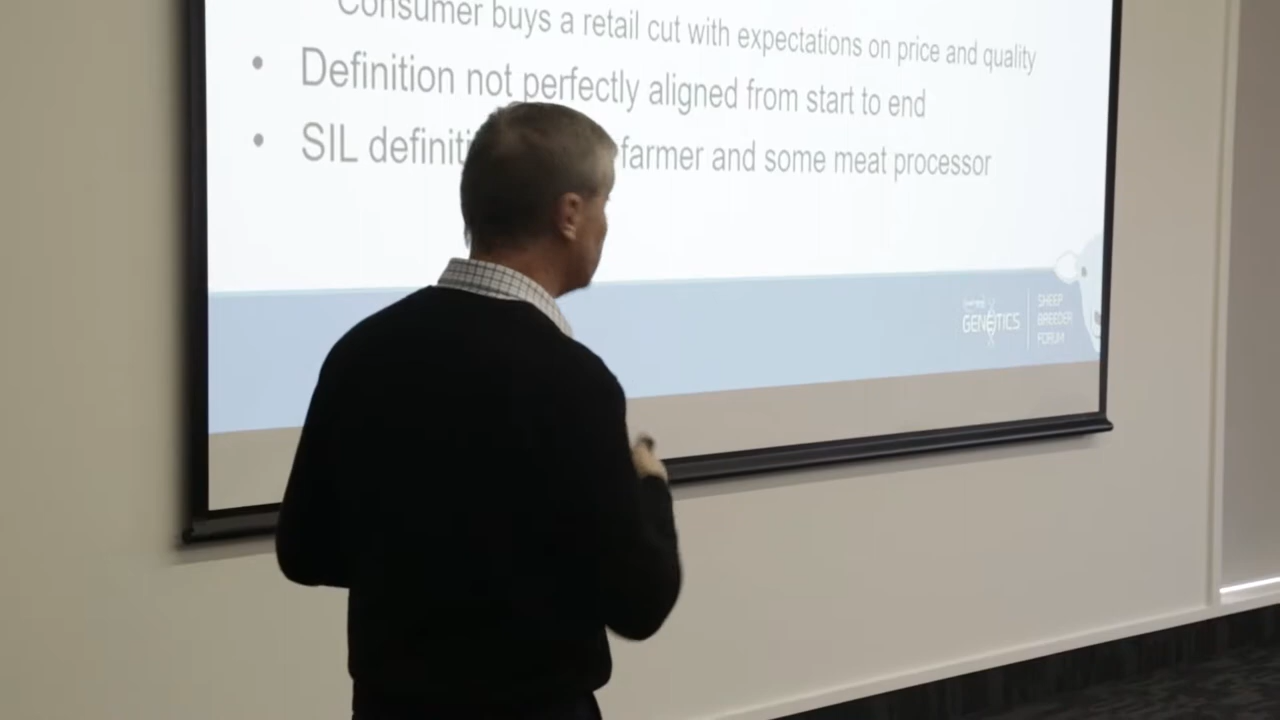 Consumer buys a retail cut with expectations on price and quality
• Definition not perfectly aligned from start to end
• SIL definiti farmer and some meat processor
GENETICS
SHEEP
BREEDER
FORUM